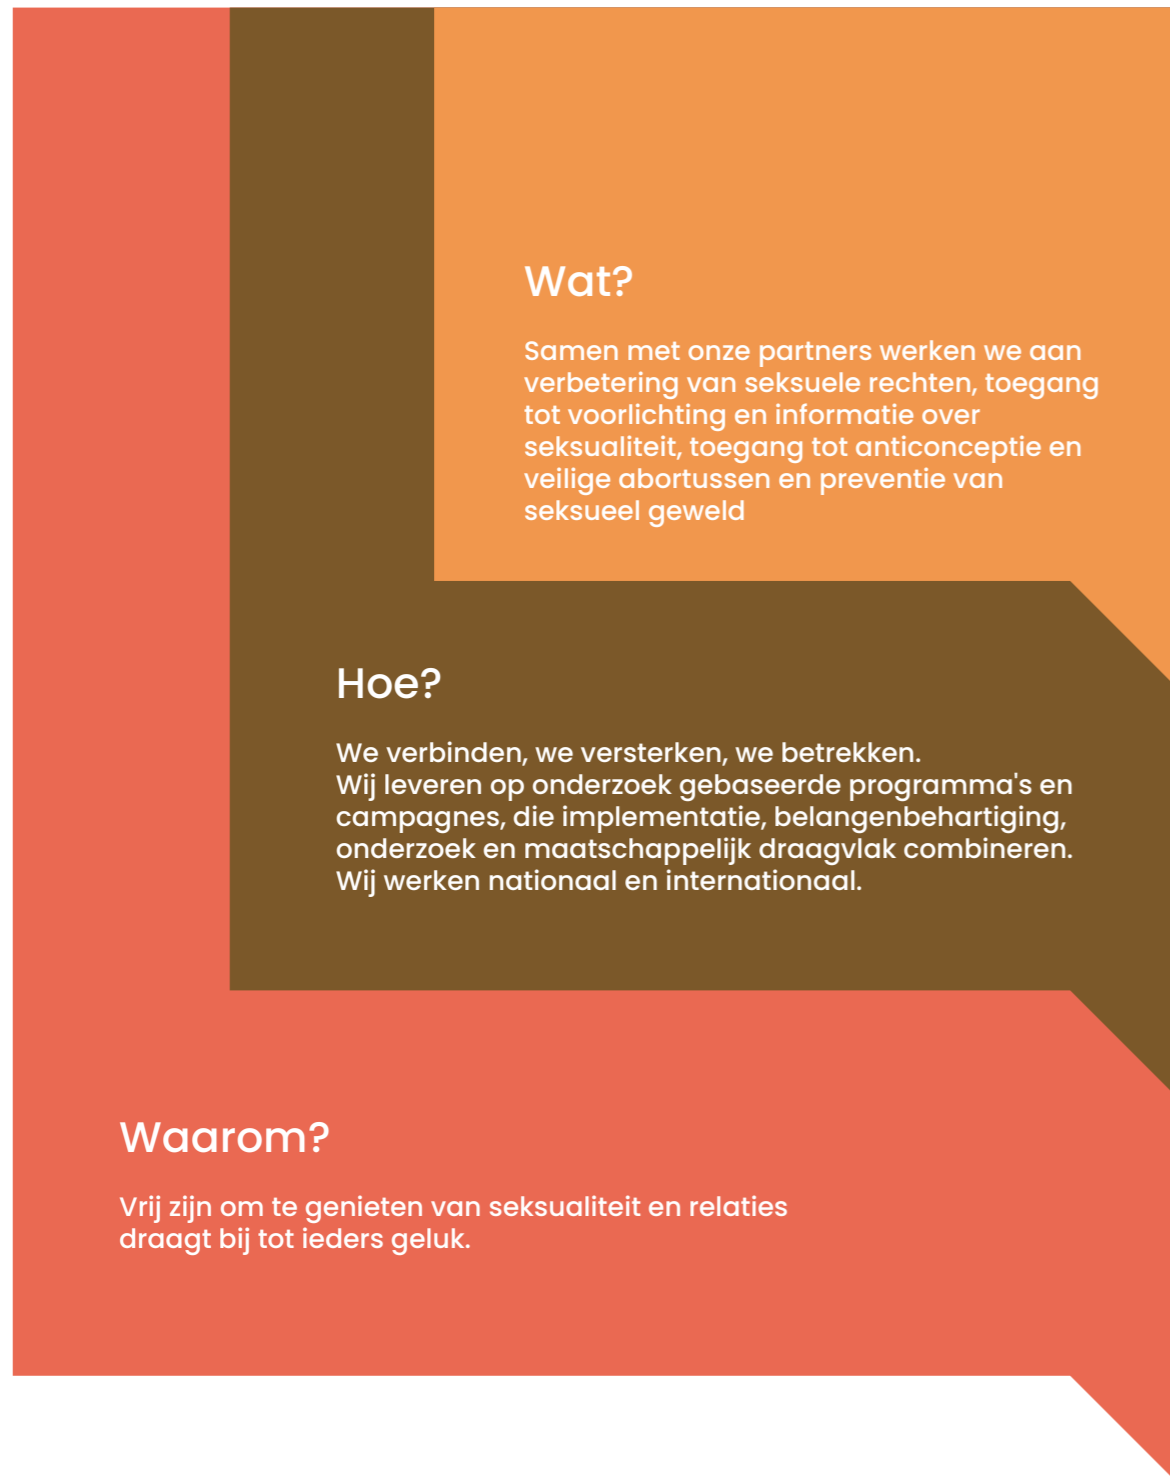 Wat?
Samen met onze partners werken we aan
verbetering van seksuele rechten, toegang
tot voorlichting en informatie over
seksualiteit, toegang tot anticonceptie en
veilige abortussen en preventie van
seksueel geweld
Hoe?
We verbinden, we versterken, we betrekken.
Wij leveren op onderzoek gebaseerde programma's en
campagnes, die implementatie, belangenbehartiging,
onderzoek en maatschappelijk draagvlak combineren.
Wij werken nationaal en internationaal.
Waarom?
Vrij zijn om te genieten van seksualiteit en relaties
draagt bij tot ieders geluk.